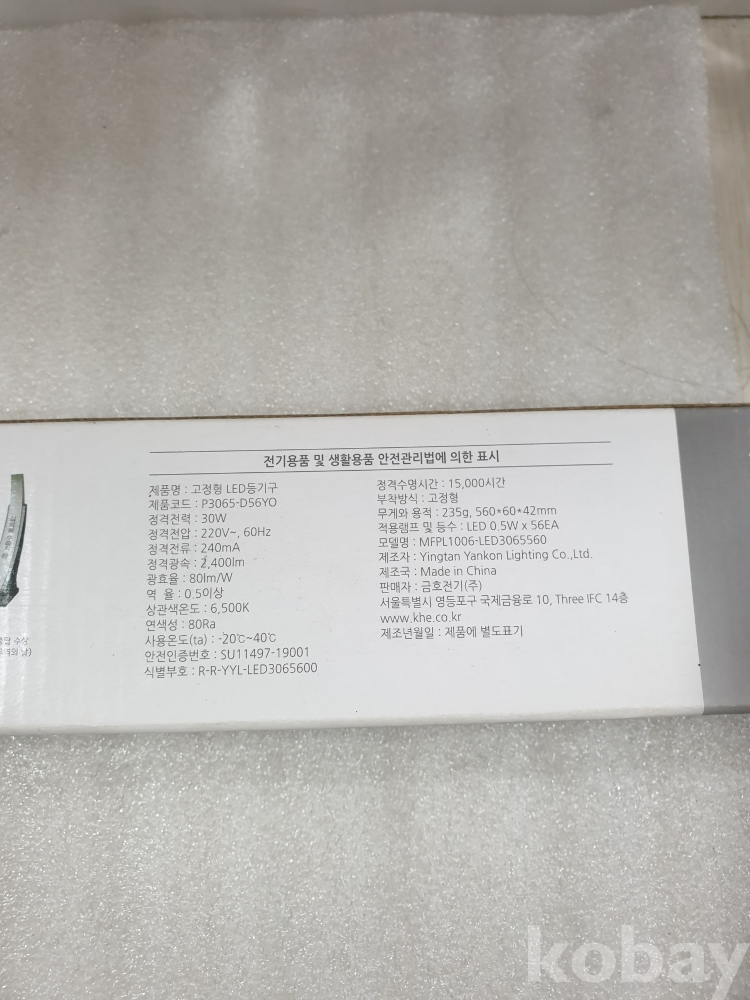 전기용품 및 생활용품 안전관리법에 의한 표시
제품명 : 고정형 LED등기구
제품코드 : P3065-D56YO
정격전력 : 30W
정격전압 : 220V~, 60Hz
정격전류 : 240mA
정격광속 : 2,400lm
광효율 : 80lm/W
역 율 : 0.5이상
상관색온도 : 6,500K
연색성 : 80Ra
사용온도(ta) : -20℃~40℃
안전인증번호 : SU11497-19001
식별부호 : R-R-YYL-LED3065600
정격수명시간 : 15,000시간
부착방식 : 고정형
무게와 용적 : 235g, 560*60*42mm
적용램프 및 등수 : LED 0.5W x 56EA
모델명 : MFPL1006-LED3065560
제조자 : Yingtan Yankon Lighting Co.,Ltd.
제조국 : Made in China
판매자 : 금호전기(주)
서울특별시 영등포구 국제금융로 10, Three IFC 14층
www.khe.co.kr
제조년월일 : 제품에 별도표기
수상
의 날)
kobay